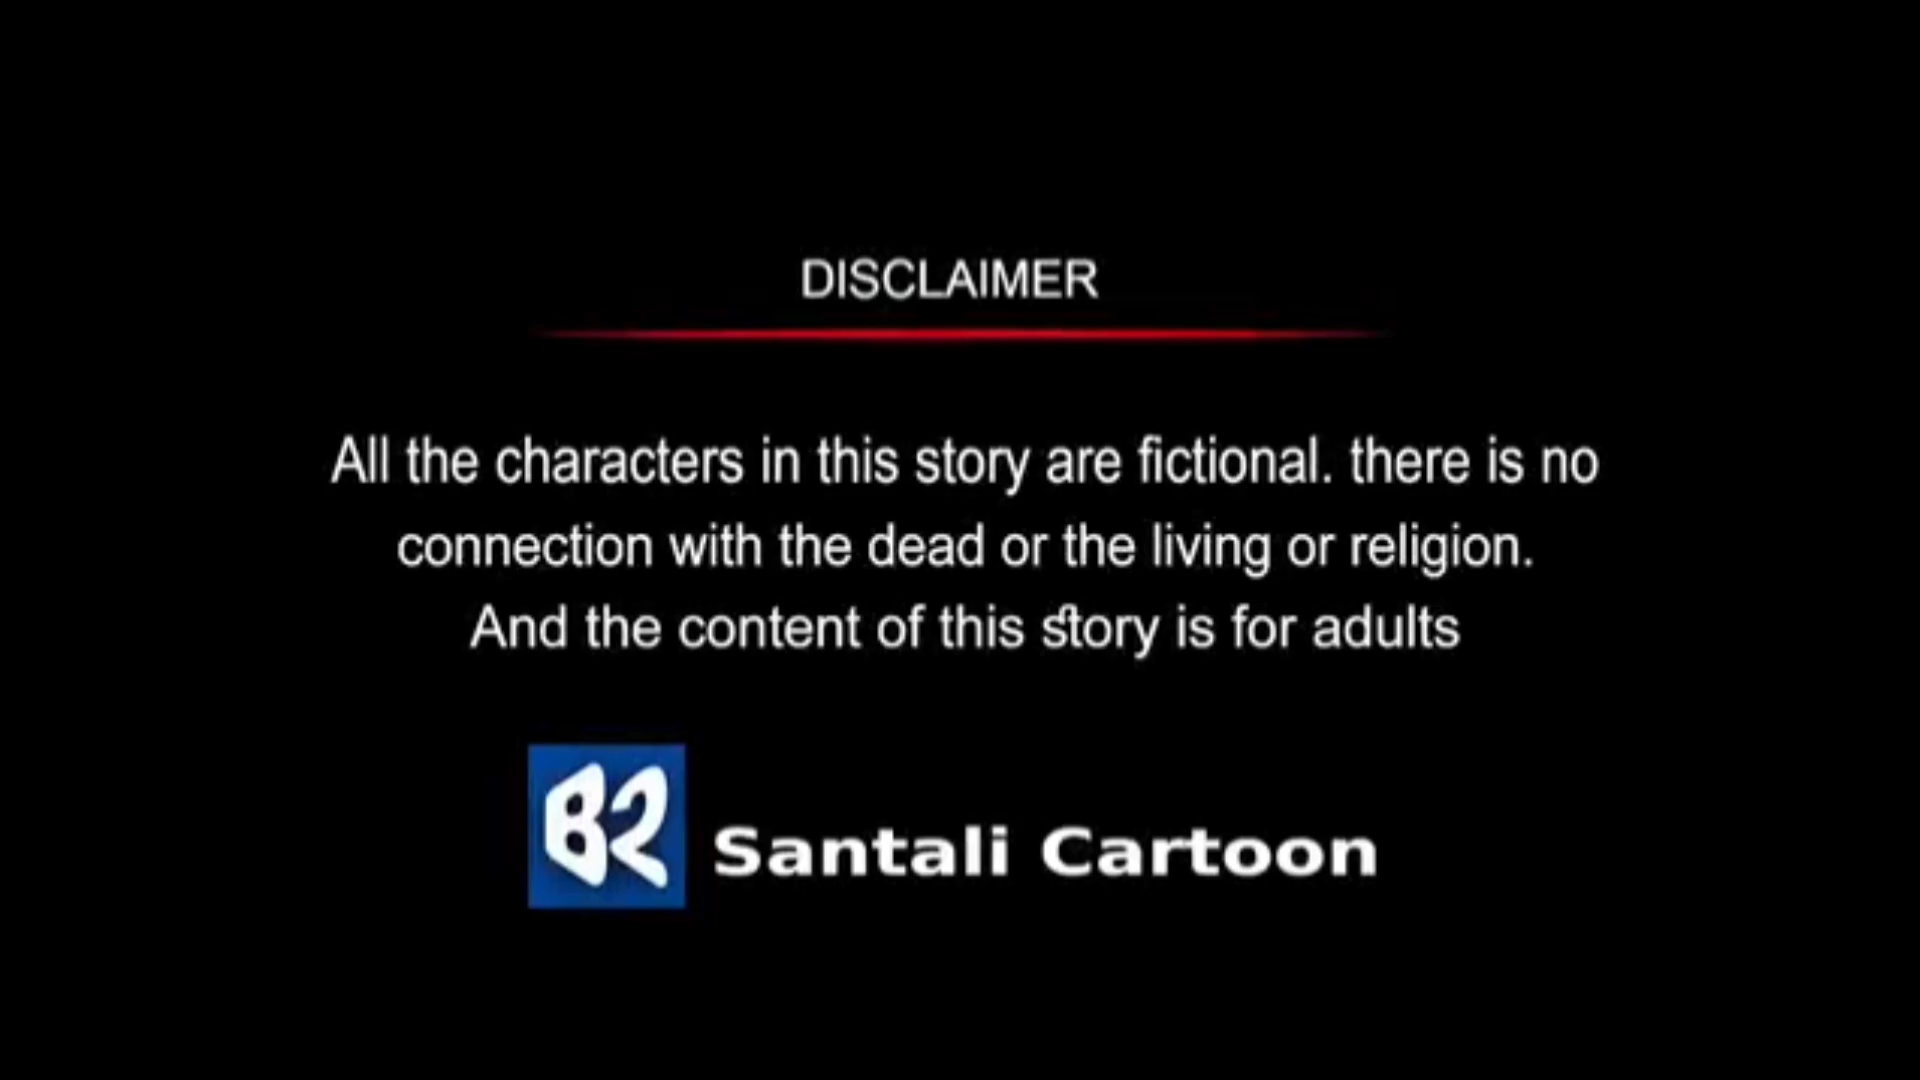 DISCLAIMER
All the characters in this story are fictional. there is no
connection with the dead or the living or religion.
And the content of this story is for adults
B2 Santali Cartoon